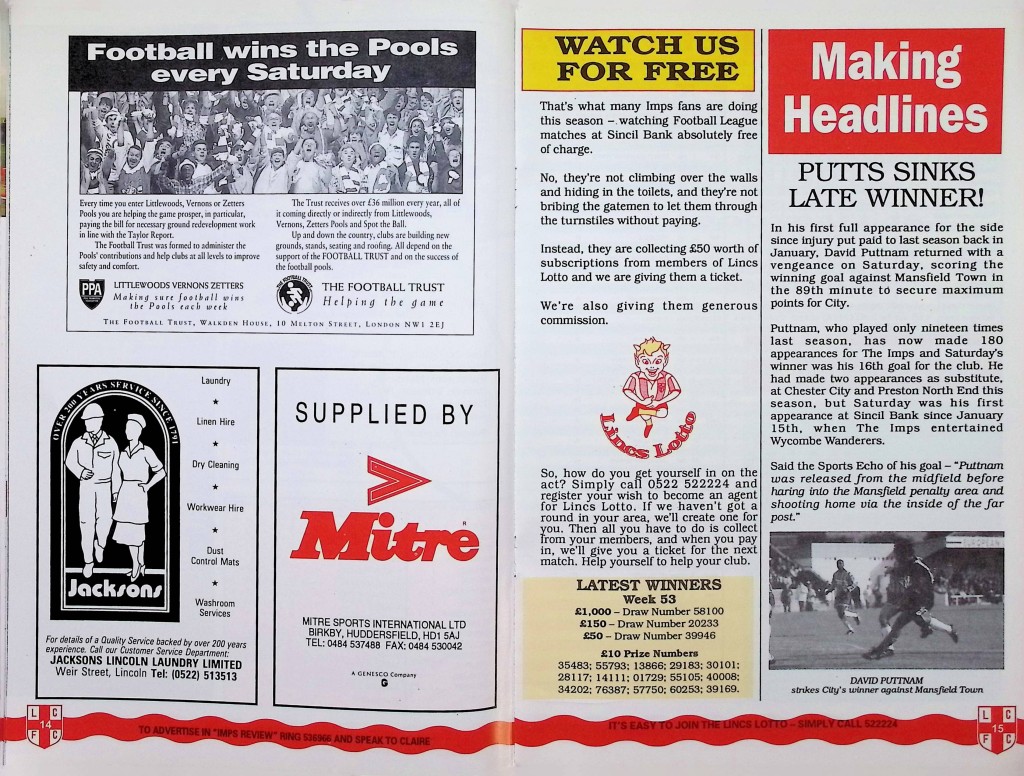 Football wins the Pools
every Saturday
Every time you enter Littlewoods, Vernons or Zetters
Pools you are helping the game prosper, in particular,
paying the bill for necessary ground redevelopment work
in line with the Taylor Report.
The Football Trust was formed to administer the
Pools' contributions and help clubs at all levels to improve
safety and comfort.
The Trust receives over £36 million every year, all of
it coming directly or indirectly from Littlewoods,
Vernons, Zetters Pools and Spot the Ball.
Up and down the country, clubs are building new
grounds, stands, seating and roofing. All depend on the
support of the FOOTBALL TRUST and on the success of
the football pools.
PPA
LITTLEWOODS VERNONS ZETTERS
Making sure football wins
the Pools each week
THE FOOTBALL TRUST
THE FOOTBALL TRUST
Helping the game
THE FOOTBALL TRUST, WALKDEN HOUSE, 10 MELTON STREET, LONDON NW1 2EJ
OVER 200 YEARS SERVICE SINCE 1791
Jacksons
Laundry
★
Linen Hire
★
Dry Cleaning
★
Workwear Hire
★
Dust
Control Mats
★
Washroom
Services
For details of a Quality Service backed by over 200 years
experience. Call our Customer Service Department:
JACKSONS LINCOLN LAUNDRY LIMITED
Weir Street, Lincoln Tel: (0522) 513513
SUPPLIED BY
Mitre®
MITRE SPORTS INTERNATIONAL LTD
BIRKBY, HUDDERSFIELD, HD1 5AJ
TEL: 0484 537488 FAX: 0484 530042
A GENESCO Company
G
L C
14
F C
TO ADVERTISE IN "IMPS REVIEW" RING 536966 AND SPEAK TO CLAIRE
WATCH US
FOR FREE
That's what many Imps fans are doing
this season – watching Football League
matches at Sincil Bank absolutely free
of charge.
No, they're not climbing over the walls
and hiding in the toilets, and they're not
bribing the gatemen to let them through
the turnstiles without paying.
Instead, they are collecting £50 worth of
subscriptions from members of Lincs
Lotto and we are giving them a ticket.
We're also giving them generous
commission.
Lincs Lotto
So, how do you get yourself in on the
act? Simply call 0522 522224 and
register your wish to become an agent
for Lincs Lotto. If we haven't got a
round in your area, we'll create one for
you. Then all you have to do is collect
from your members, and when you pay
in, we'll give you a ticket for the next
match. Help yourself to help your club.
LATEST WINNERS
Week 53
£1,000 – Draw Number 58100
£150 – Draw Number 20233
£50 – Draw Number 39946
£10 Prize Numbers
35483; 55793; 13866; 29183; 30101;
28117; 14111; 01729; 55105; 40008;
34202; 76387; 57750; 60253; 39169.
Making
Headlines
PUTTS SINKS
LATE WINNER!
In his first full appearance for the side
since injury put paid to last season back in
January, David Puttnam returned with a
vengeance on Saturday, scoring the
winning goal against Mansfield Town in
the 89th minute to secure maximum
points for City.
Puttnam, who played only nineteen times
last season, has now made 180
appearances for The Imps and Saturday's
winner was his 16th goal for the club. He
had made two appearances as substitute,
at Chester City and Preston North End this
season, but Saturday was his first
appearance at Sincil Bank since January
15th, when The Imps entertained
Wycombe Wanderers.
Said the Sports Echo of his goal – "Puttnam
was released from the midfield before
haring into the Mansfield penalty area and
shooting home via the inside of the far
post."
DAVID PUTTNAM
strikes City's winner against Mansfield Town
IT'S EASY TO JOIN THE LINCS LOTTO – SIMPLY CALL 522224
L C
15
F C